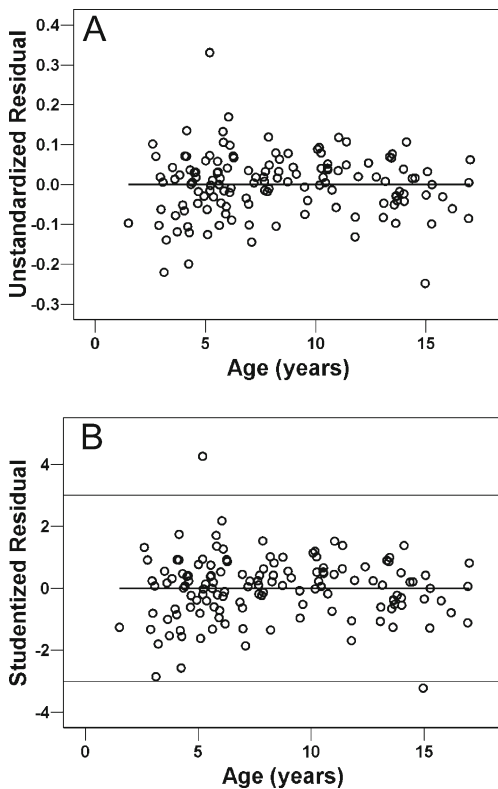 A
Unstandardized Residual
0.4
0.3
0.2
0.1
0.0
-0.1
-0.2
-0.3
0 5 10 15
Age (years)
B
Studentized Residual
4
2
0
-2
-4
0 5 10 15
Age (years)